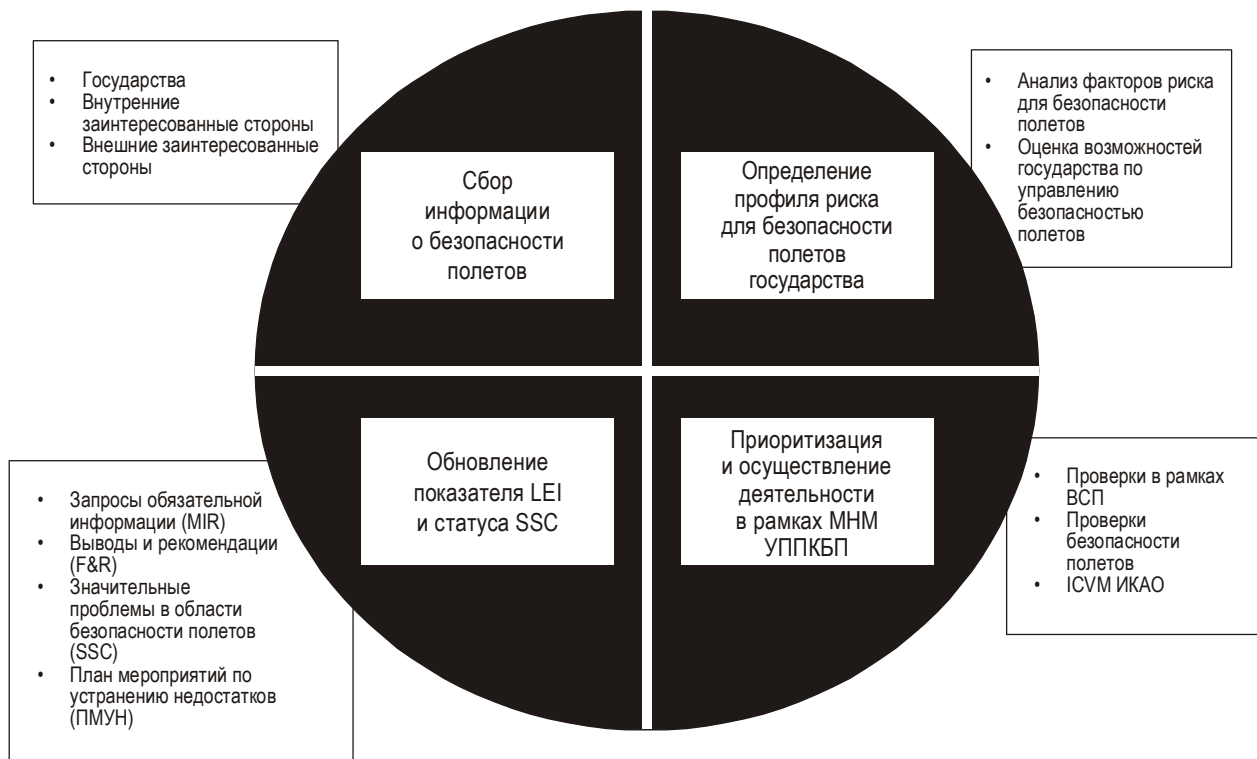 • Государства
• Внутренние
заинтересованные стороны
• Внешние заинтересованные
стороны
Сбор
информации
о безопасности
полетов
Определение
профиля риска
для безопасности
полетов
государства
• Анализ факторов риска
для безопасности
полетов
• Оценка возможностей
государства по
управлению
безопасностью
полетов
• Запросы обязательной
информации (MIR)
• Выводы и рекомендации
(F&R)
• Значительные
проблемы в области
безопасности полетов
(SSC)
• План мероприятий по
устранению недостатков
(ПМУН)
Обновление
показателя LEI
и статуса SSC
Приоритизация
и осуществление
деятельности
в рамках МНМ
УППКБП
• Проверки в рамках
ВСП
• Проверки
безопасности
полетов
• ICVM ИКАО